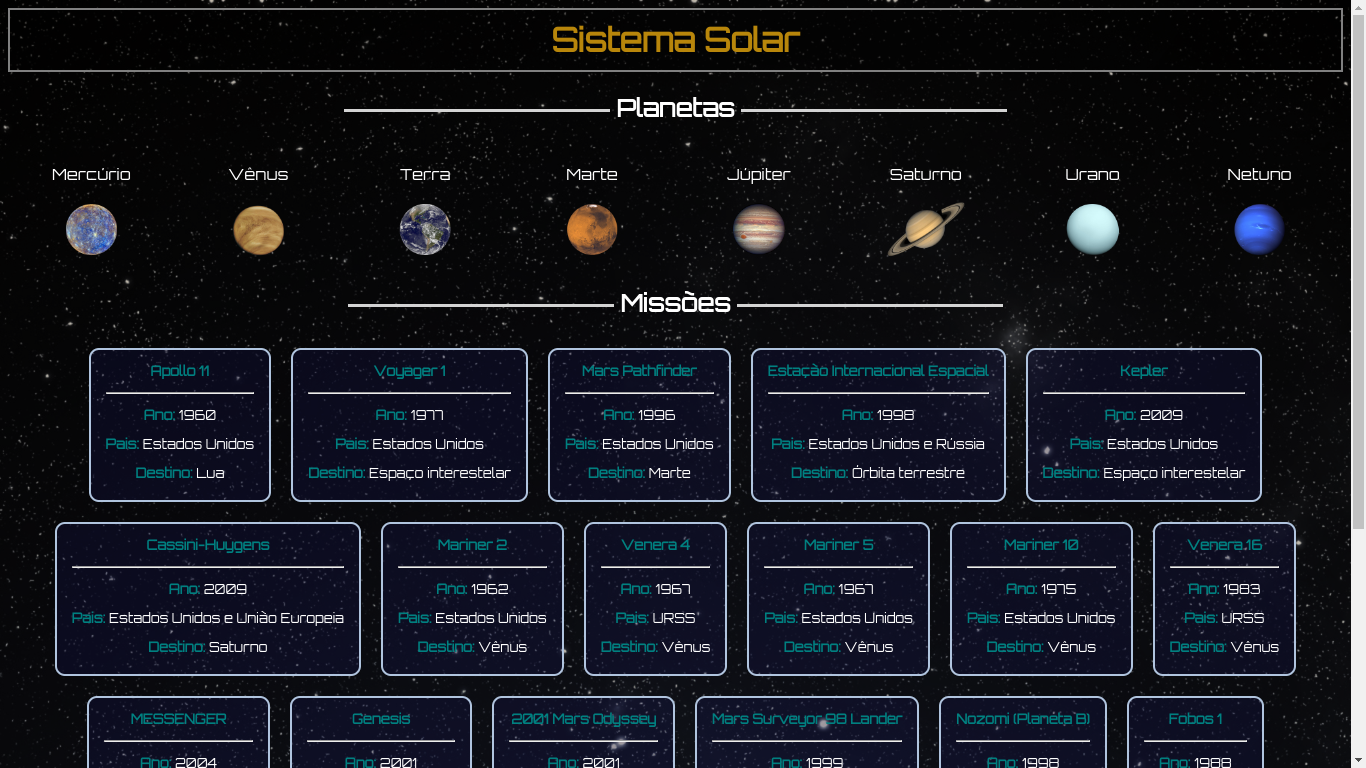 Sistema Solar
Planetas
Mercúrio Vênus Terra Marte Júpiter Saturno Urano Netuno
Missões
Apollo 11
Ano: 1960
País: Estados Unidos
Destino: Lua
Voyager 1
Ano: 1977
País: Estados Unidos
Destino: Espaço interestelar
Mars Pathfinder
Ano: 1996
País: Estados Unidos
Destino: Marte
Estação Internacional Espacial
Ano: 1998
País: Estados Unidos e Rússia
Destino: Órbita terrestre
Kepler
Ano: 2009
País: Estados Unidos
Destino: Espaço interestelar
Cassini-Huygens
Ano: 2009
País: Estados Unidos e União Europeia
Destino: Saturno
Mariner 2
Ano: 1962
País: Estados Unidos
Destino: Vênus
Venera 4
Ano: 1967
País: URSS
Destino: Vênus
Mariner 5
Ano: 1967
País: Estados Unidos
Destino: Vênus
Mariner 10
Ano: 1975
País: Estados Unidos
Destino: Vênus
Venera 16
Ano: 1983
País: URSS
Destino: Vênus
MESSENGER
Ano: 2004
Genesis
Ano: 2001
2001 Mars Odyssey
Ano: 2001
Mars Surveyor 98 Lander
Ano: 1999
Nozomi (Planeta B)
Ano: 1998
Fobos 1
Ano: 1988